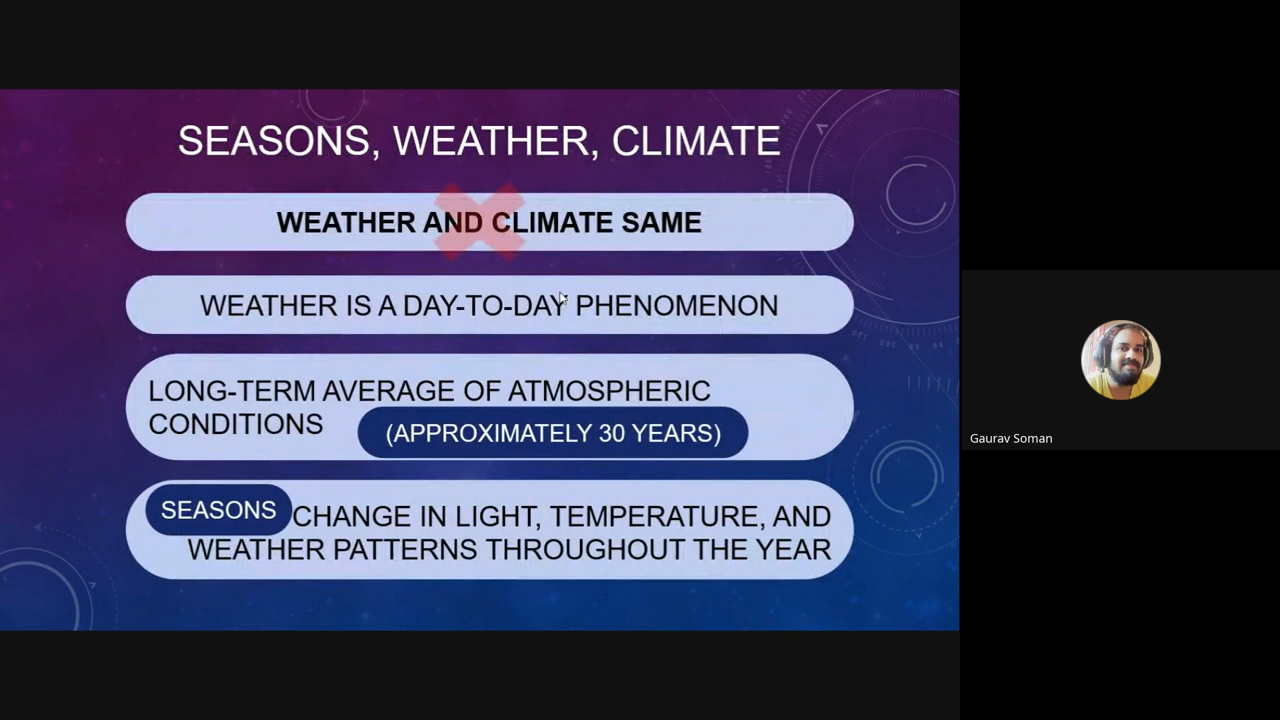 SEASONS, WEATHER, CLIMATE
WEATHER AND CLIMATE SAME
WEATHER IS A DAY-TO-DAY PHENOMENON
LONG-TERM AVERAGE OF ATMOSPHERIC
CONDITIONS (APPROXIMATELY 30 YEARS)
SEASONS CHANGE IN LIGHT, TEMPERATURE, AND
WEATHER PATTERNS THROUGHOUT THE YEAR
Gaurav Soman